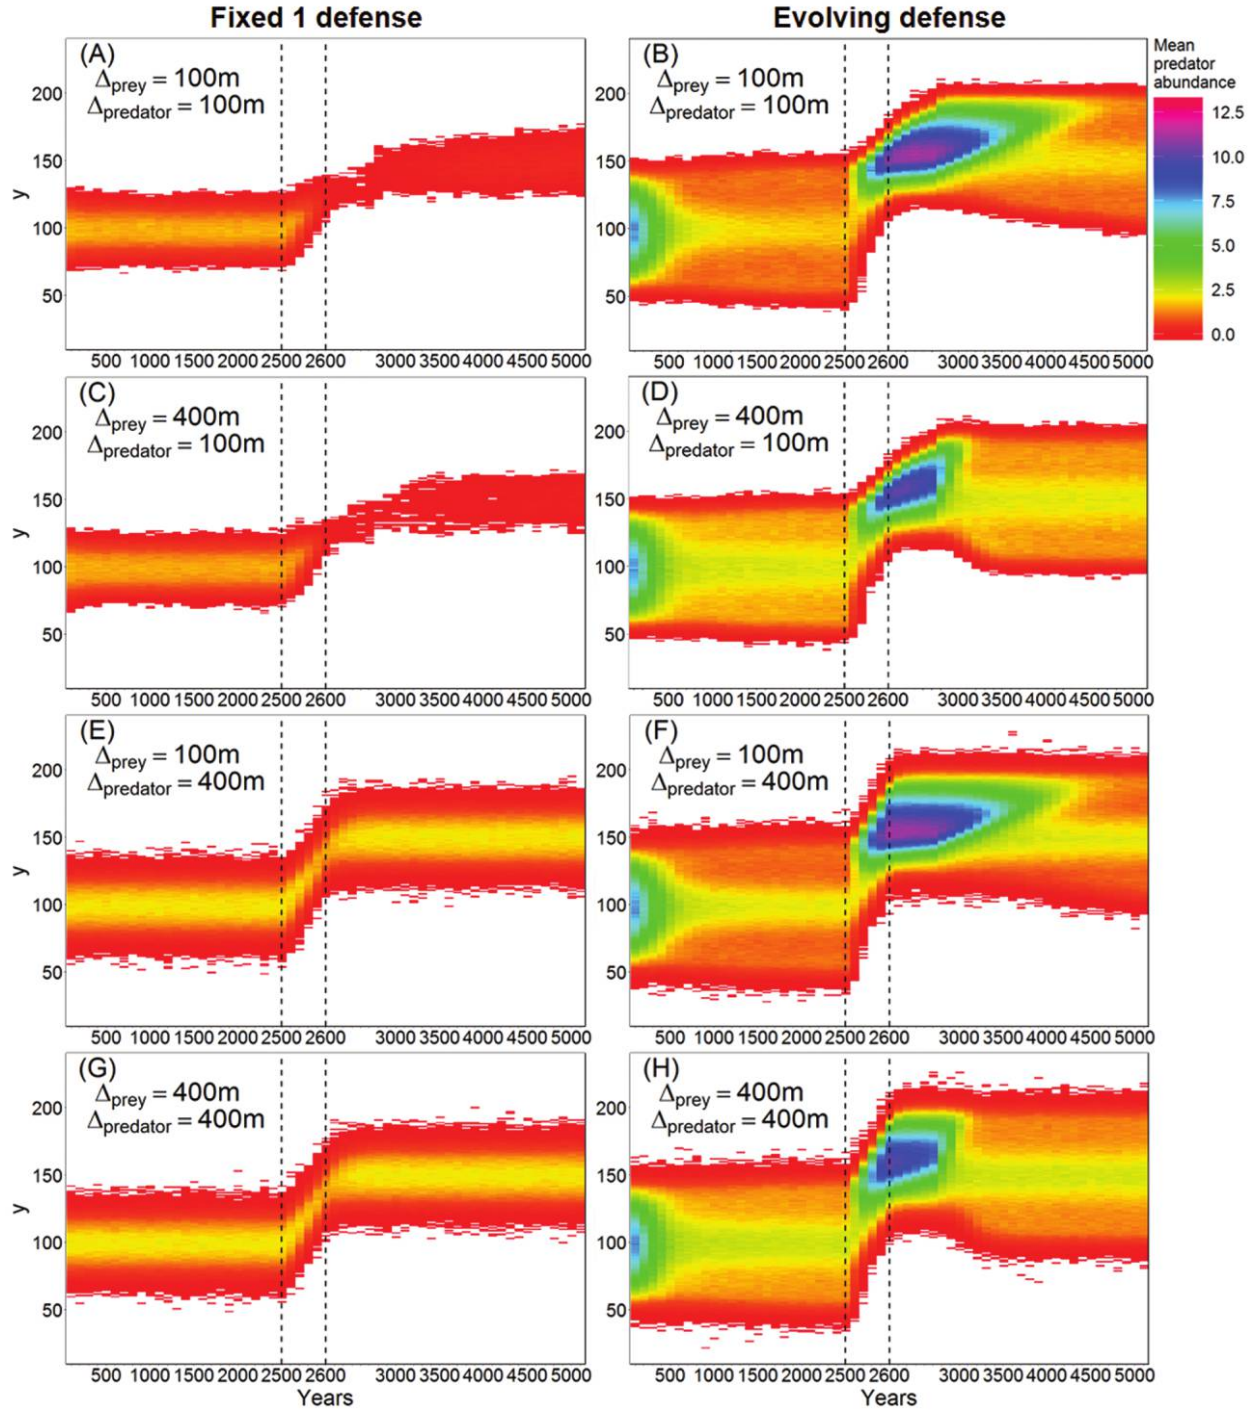 Fixed 1 defense
Evolving defense
(A)
Δprey = 100m
Δpredator = 100m
y
200
150
100
50
500 1000 1500 2000 2500 2600 3000 3500 4000 4500 5000
(B)
Δprey = 100m
Δpredator = 100m
200
150
100
50
500 1000 1500 2000 2500 2600 3000 3500 4000 4500 5000
Mean
predator
abundance
12.5
10.0
7.5
5.0
2.5
0.0
(C)
Δprey = 400m
Δpredator = 100m
y
200
150
100
50
500 1000 1500 2000 2500 2600 3000 3500 4000 4500 5000
(D)
Δprey = 400m
Δpredator = 100m
200
150
100
50
500 1000 1500 2000 2500 2600 3000 3500 4000 4500 5000
(E)
Δprey = 100m
Δpredator = 400m
y
200
150
100
50
500 1000 1500 2000 2500 2600 3000 3500 4000 4500 5000
(F)
Δprey = 100m
Δpredator = 400m
200
150
100
50
500 1000 1500 2000 2500 2600 3000 3500 4000 4500 5000
(G)
Δprey = 400m
Δpredator = 400m
y
200
150
100
50
500 1000 1500 2000 2500 2600 3000 3500 4000 4500 5000
Years
(H)
Δprey = 400m
Δpredator = 400m
200
150
100
50
500 1000 1500 2000 2500 2600 3000 3500 4000 4500 5000
Years